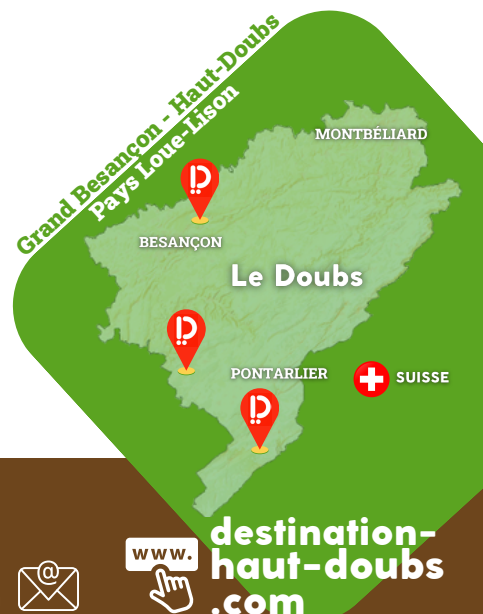 Grand Besançon - Haut-Doubs
Pays Loue-Lison
MONTBÉLIARD
BESANÇON
Le Doubs
PONTARLIER
SUISSE
www.
destination-
haut-doubs
.com
@